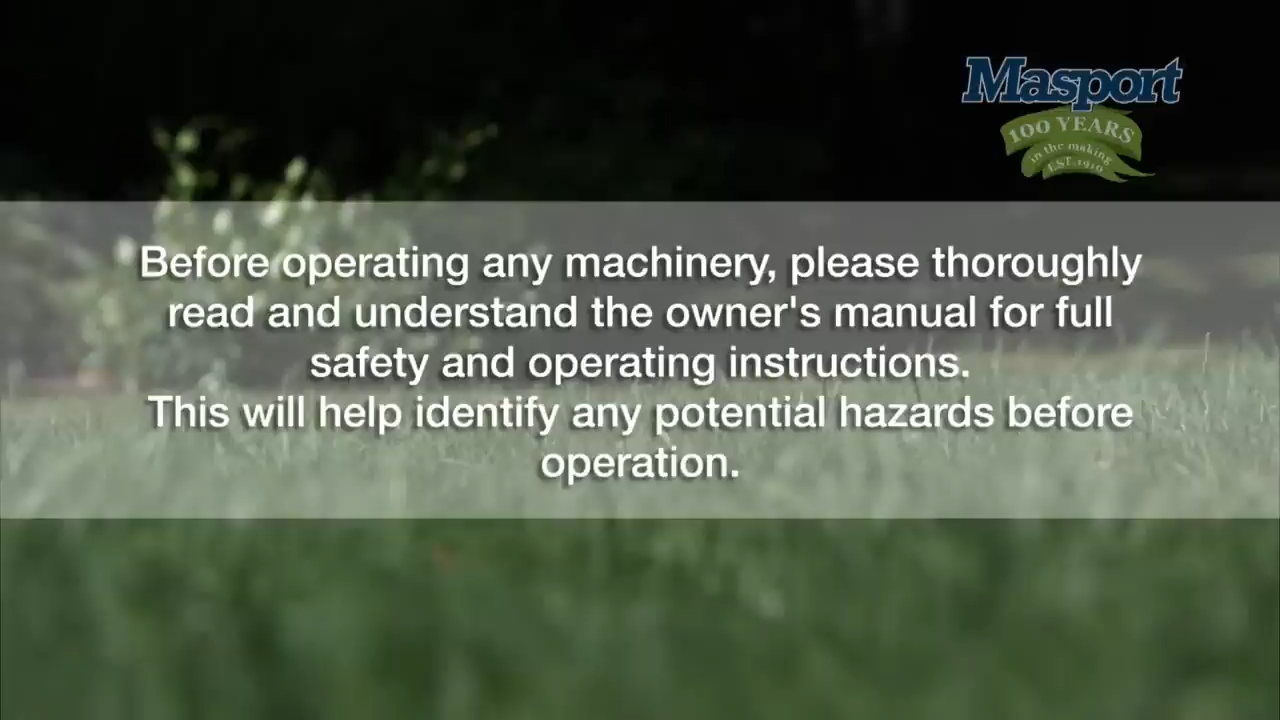 Masport
100 YEARS
in the making
EST. 1910
Before operating any machinery, please thoroughly
read and understand the owner's manual for full
safety and operating instructions.
This will help identify any potential hazards before
operation.